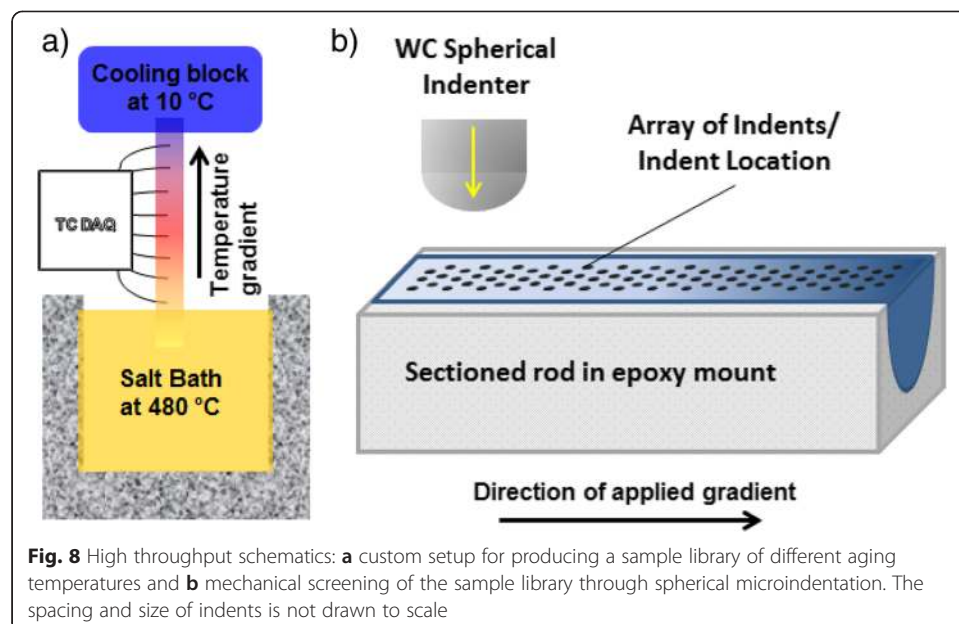 a)
Cooling block
at 10 °C
TC DAQ
Temperature
gradient
Salt Bath
at 480 °C
b)
WC Spherical
Indenter
Array of Indents/
Indent Location
Sectioned rod in epoxy mount
Direction of applied gradient
Fig. 8 High throughput schematics: a custom setup for producing a sample library of different aging
temperatures and b mechanical screening of the sample library through spherical microindentation. The
spacing and size of indents is not drawn to scale